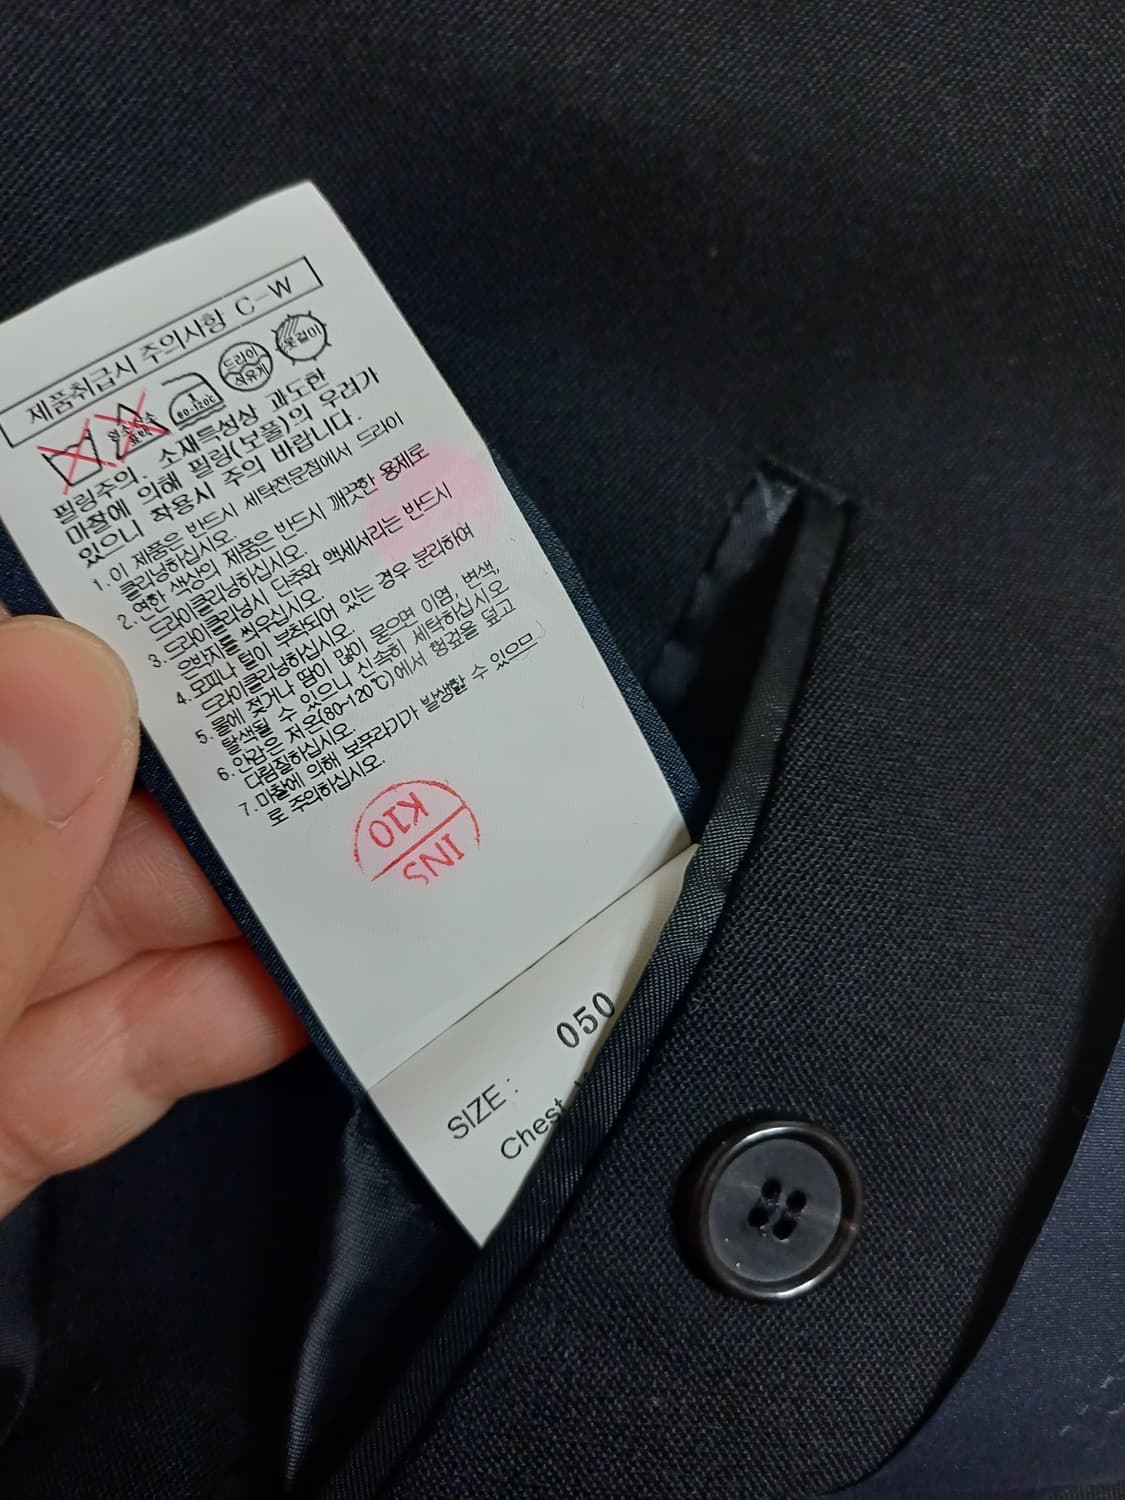 제품취급시 주의사항 C-W
80-120℃
드라이
석유계
옷걸이
필링주의. 소재특성상 과도한
마찰에 의해 필링(보풀)의 우려가
있으니 착용시 주의 바랍니다.
1. 이 제품은 반드시 세탁전문점에서 드라이
클리닝하십시오.
2. 연한 색상의 제품은 반드시 깨끗한 용제로
드라이클리닝하십시오.
3. 드라이클리닝시 단추와 액세서리는 반드시
은박지를 씌우십시오.
4. 모피나 털이 부착되어 있는 경우 분리하여
드라이클리닝하십시오.
5. 물에 젖거나 땀이 많이 묻으면 이염, 변색,
탈색될 수 있으니 신속히 세탁하십시오
6. 안감은 저온(80-120℃)에서 헝겊을 덮고
다림질하십시오.
7. 마찰에 의해 보푸라기가 발생할 수 있으므
로 주의하십시오.
INS
K10
SIZE : 050
Chest